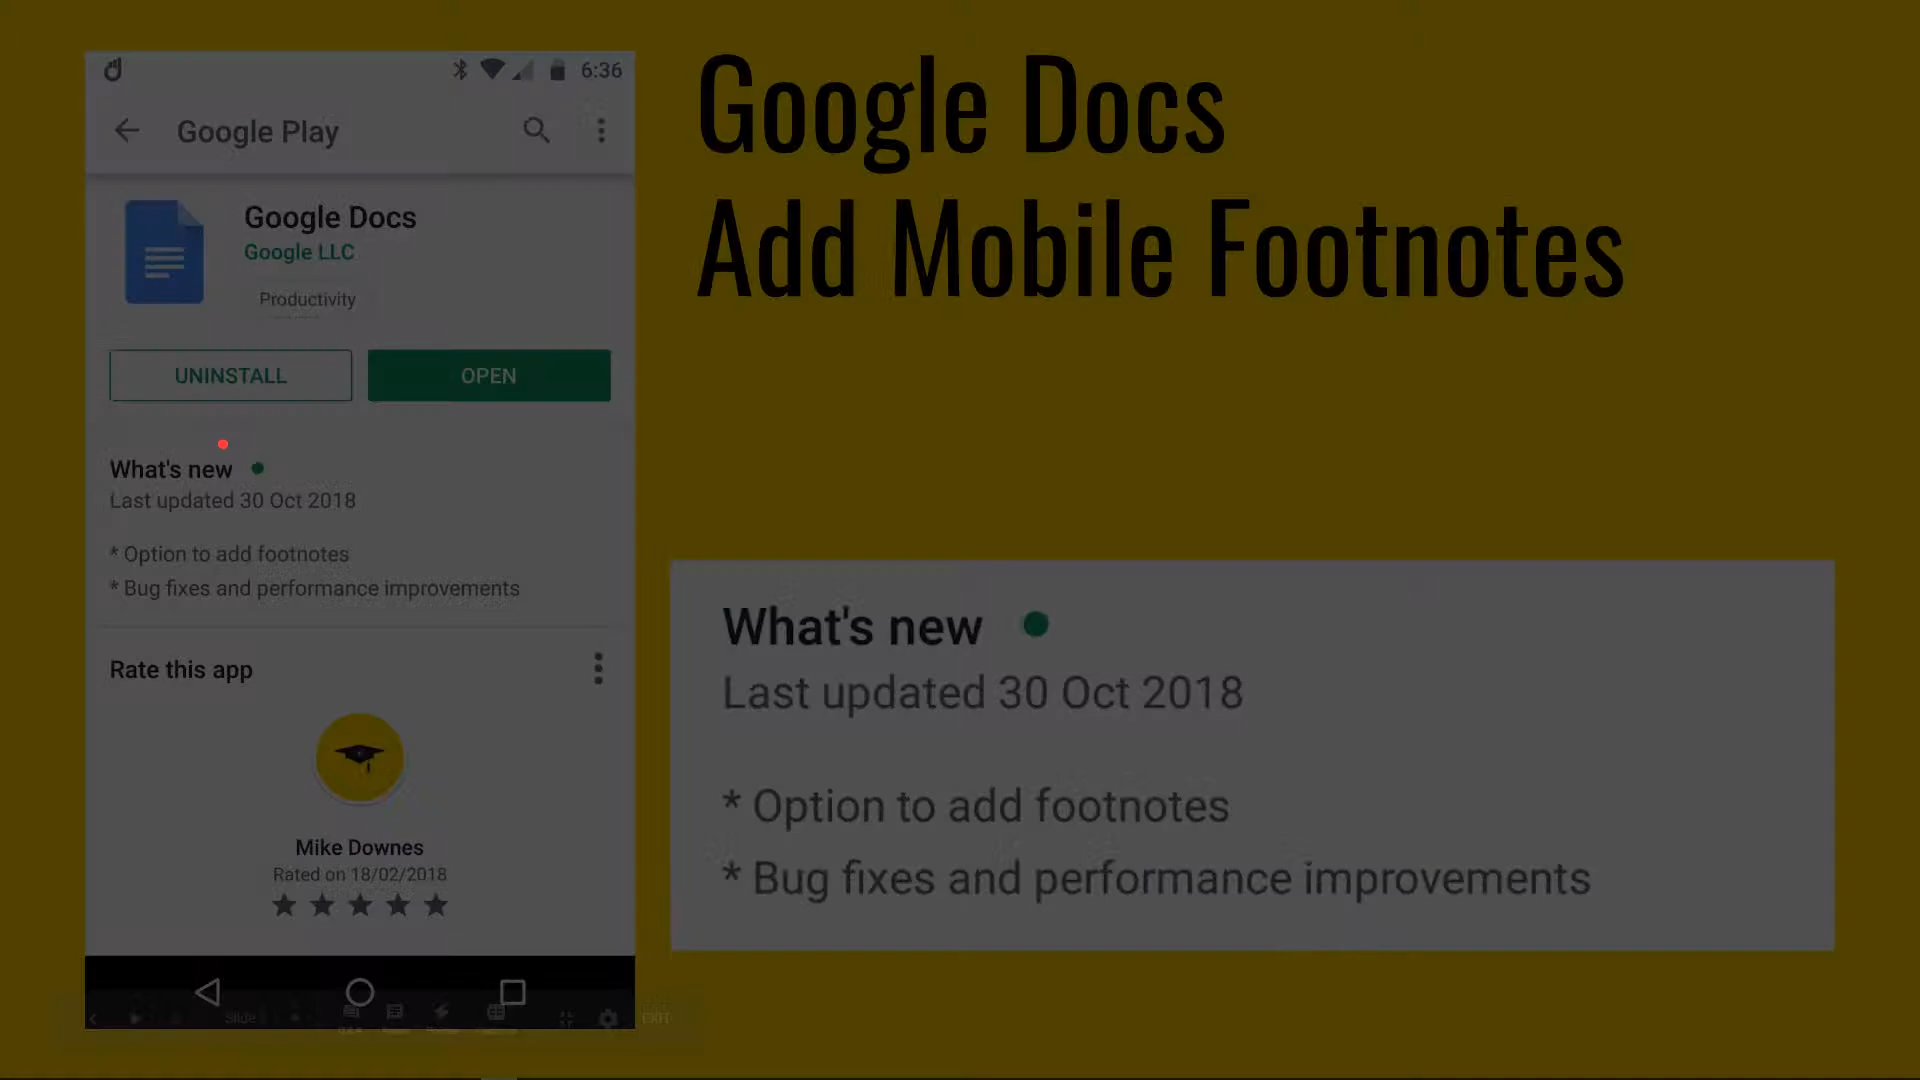 6:36
Google Play
Google Docs
Google LLC
Productivity
UNINSTALL
OPEN
What's new
Last updated 30 Oct 2018
* Option to add footnotes
* Bug fixes and performance improvements
Rate this app
Mike Downes
Rated on 18/02/2018
Slide
EXIT
Google Docs
Add Mobile Footnotes
What's new
Last updated 30 Oct 2018
* Option to add footnotes
* Bug fixes and performance improvements